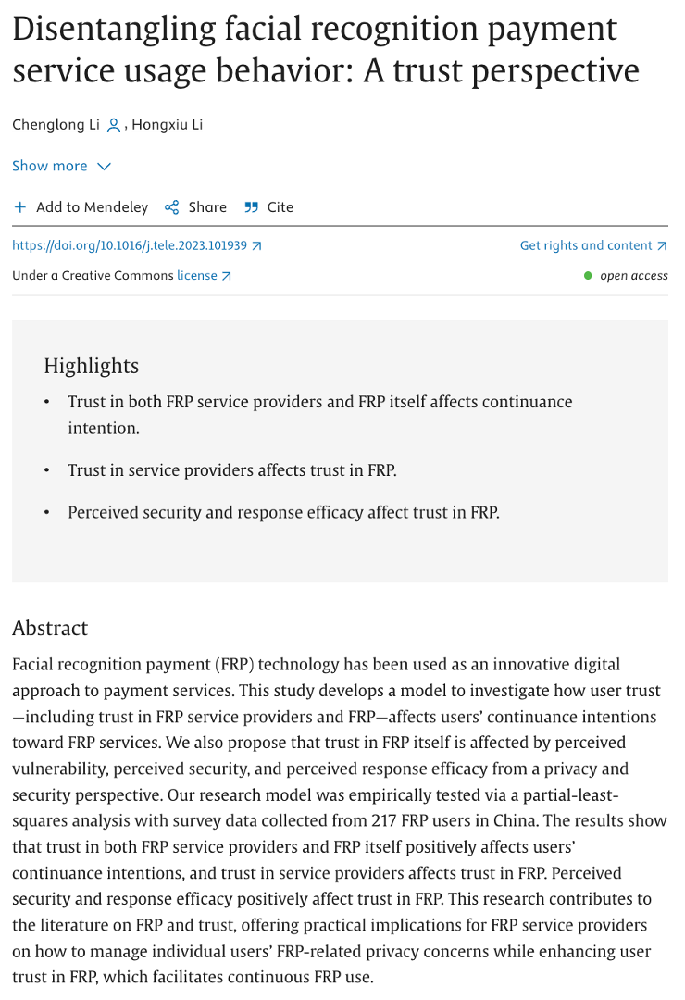 Disentangling facial recognition payment
service usage behavior: A trust perspective
Chenglong Li , Hongxiu Li
Show more
Add to Mendeley Share Cite
https://doi.org/10.1016/j.tele.2023.101939 Get rights and content
Under a Creative Commons license open access
Highlights
• Trust in both FRP service providers and FRP itself affects continuance
intention.
• Trust in service providers affects trust in FRP.
• Perceived security and response efficacy affect trust in FRP.
Abstract
Facial recognition payment (FRP) technology has been used as an innovative digital
approach to payment services. This study develops a model to investigate how user trust
—including trust in FRP service providers and FRP—affects users’ continuance intentions
toward FRP services. We also propose that trust in FRP itself is affected by perceived
vulnerability, perceived security, and perceived response efficacy from a privacy and
security perspective. Our research model was empirically tested via a partial-least-
squares analysis with survey data collected from 217 FRP users in China. The results show
that trust in both FRP service providers and FRP itself positively affects users’
continuance intentions, and trust in service providers affects trust in FRP. Perceived
security and response efficacy positively affect trust in FRP. This research contributes to
the literature on FRP and trust, offering practical implications for FRP service providers
on how to manage individual users’ FRP-related privacy concerns while enhancing user
trust in FRP, which facilitates continuous FRP use.